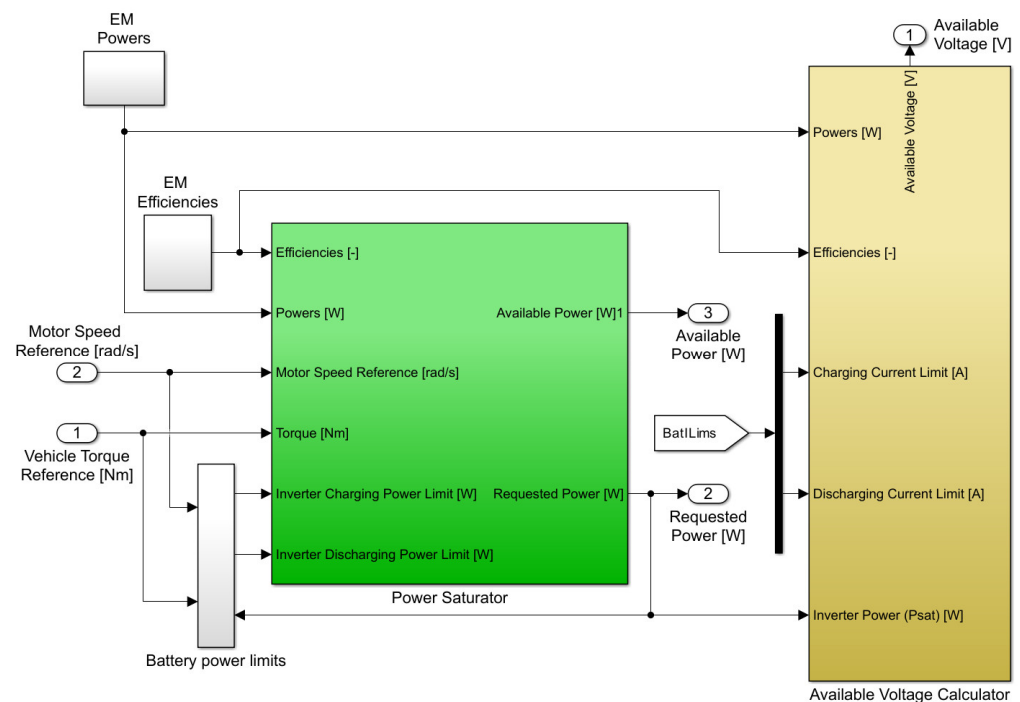 EM
Powers
1
Available
Voltage [V]
Available Voltage [V]
Powers [W]
EM
Efficiencies
Efficiencies [-]
Efficiencies [-]
Powers [W]
Available Power [W]1
3
Available
Power [W]
Motor Speed
Reference [rad/s]
2
Motor Speed Reference [rad/s]
Charging Current Limit [A]
1
Vehicle Torque
Reference [Nm]
Torque [Nm]
BatILims
Inverter Charging Power Limit [W]
Requested Power [W]
2
Requested
Power [W]
Discharging Current Limit [A]
Inverter Discharging Power Limit [W]
Power Saturator
Inverter Power (Psat) [W]
Battery power limits
Available Voltage Calculator